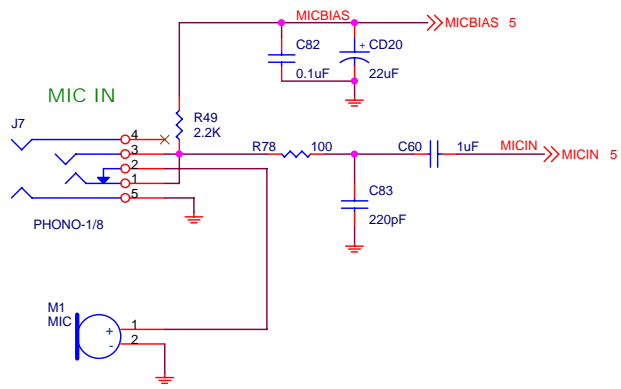 MICBIAS
MICBIAS 5
C82
+ CD20
0.1uF
22uF
MIC IN
J7
R49
2.2K
4
3
2
1
5
R78 100
C60 1uF
MICIN
MICIN 5
C83
220pF
PHONO-1/8
M1
MIC
+ 1
- 2